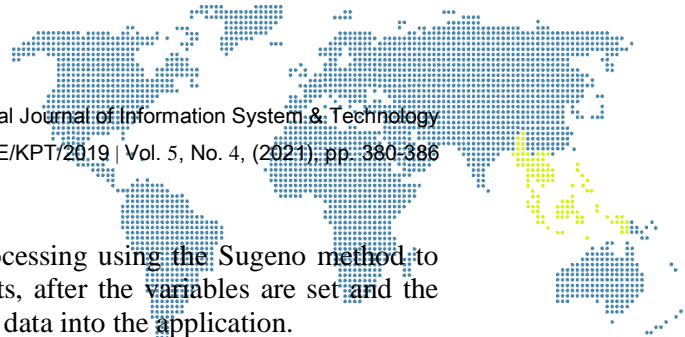 al Journal of Information System & Technology
E/KPT/2019 | Vol. 5, No. 4, (2021), pp. 380-386
ocessing using the Sugeno method to
ts, after the variables are set and the
data into the application.